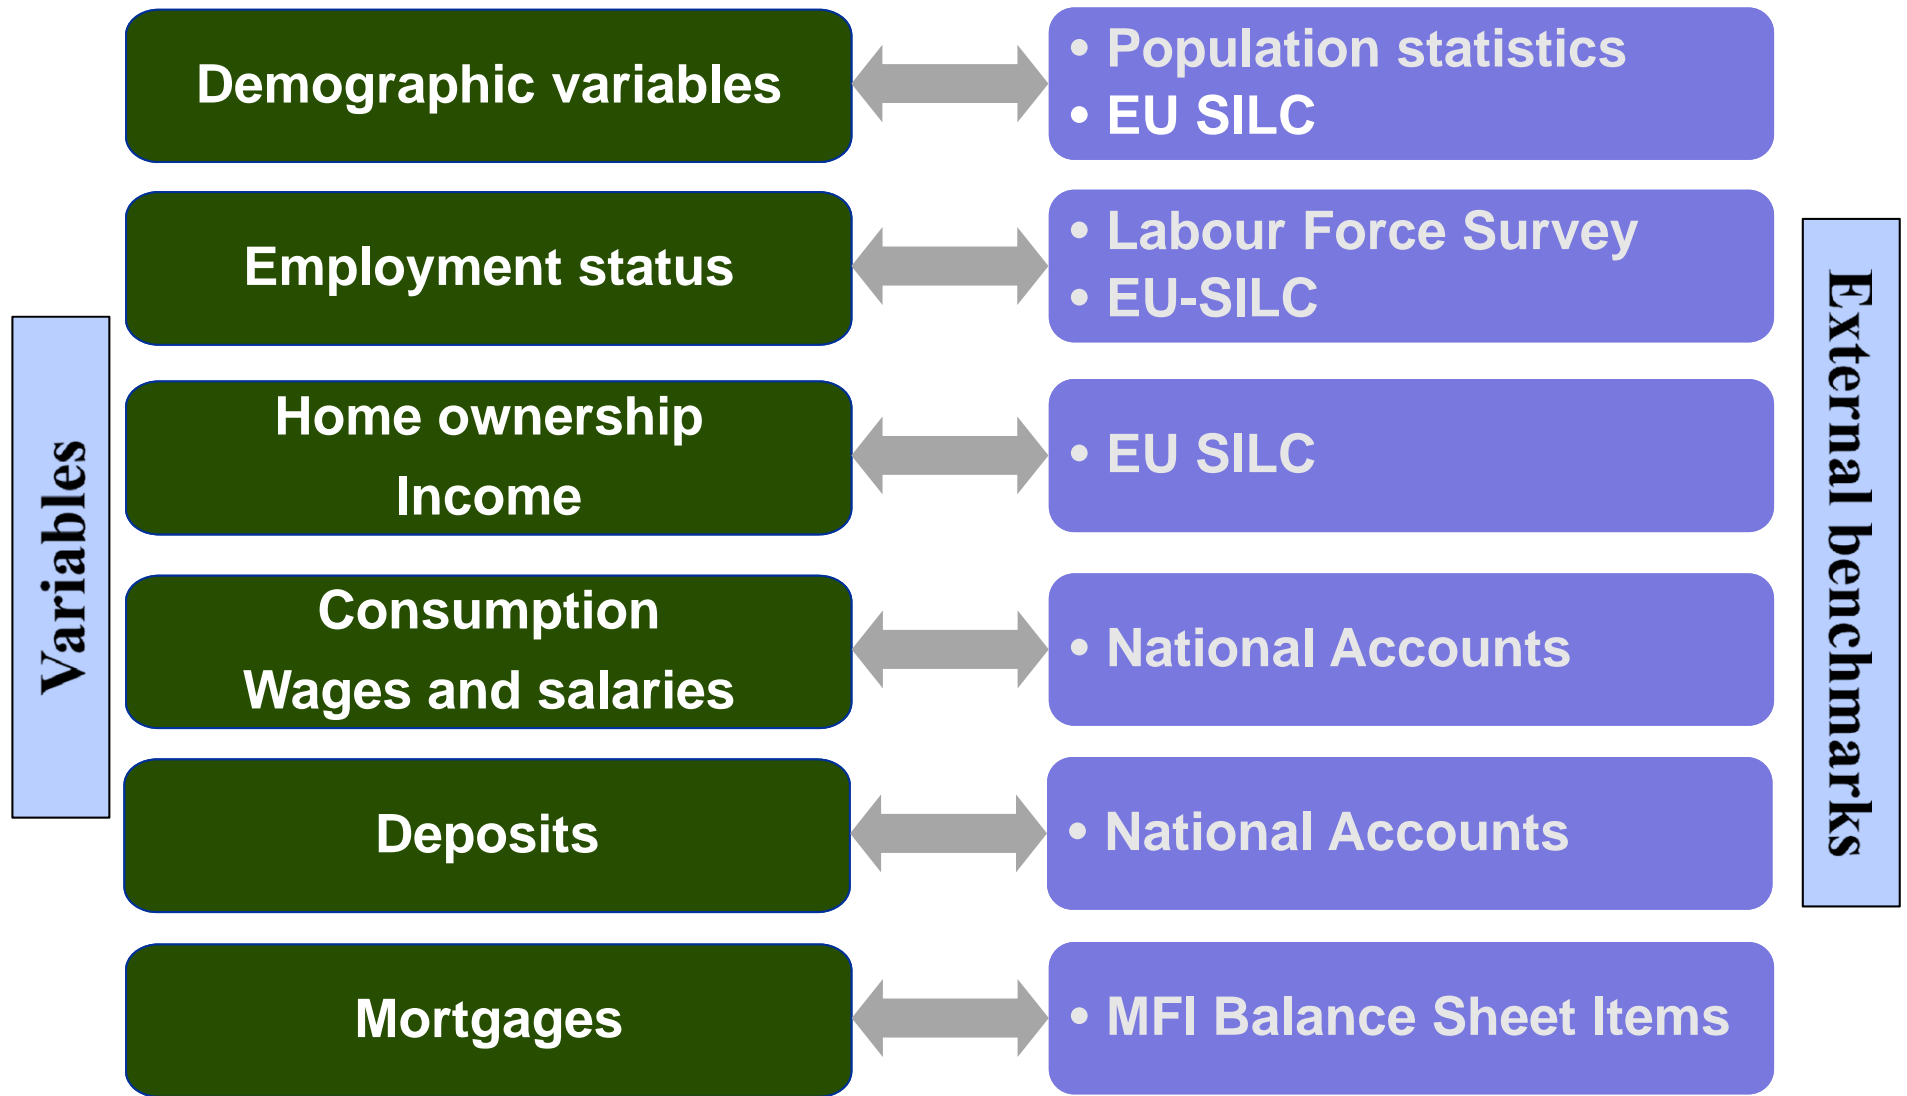 Variables
Demographic variables
• Population statistics
• EU SILC
Employment status
• Labour Force Survey
• EU-SILC
Home ownership
Income
• EU SILC
Consumption
Wages and salaries
• National Accounts
Deposits
• National Accounts
Mortgages
• MFI Balance Sheet Items
External benchmarks